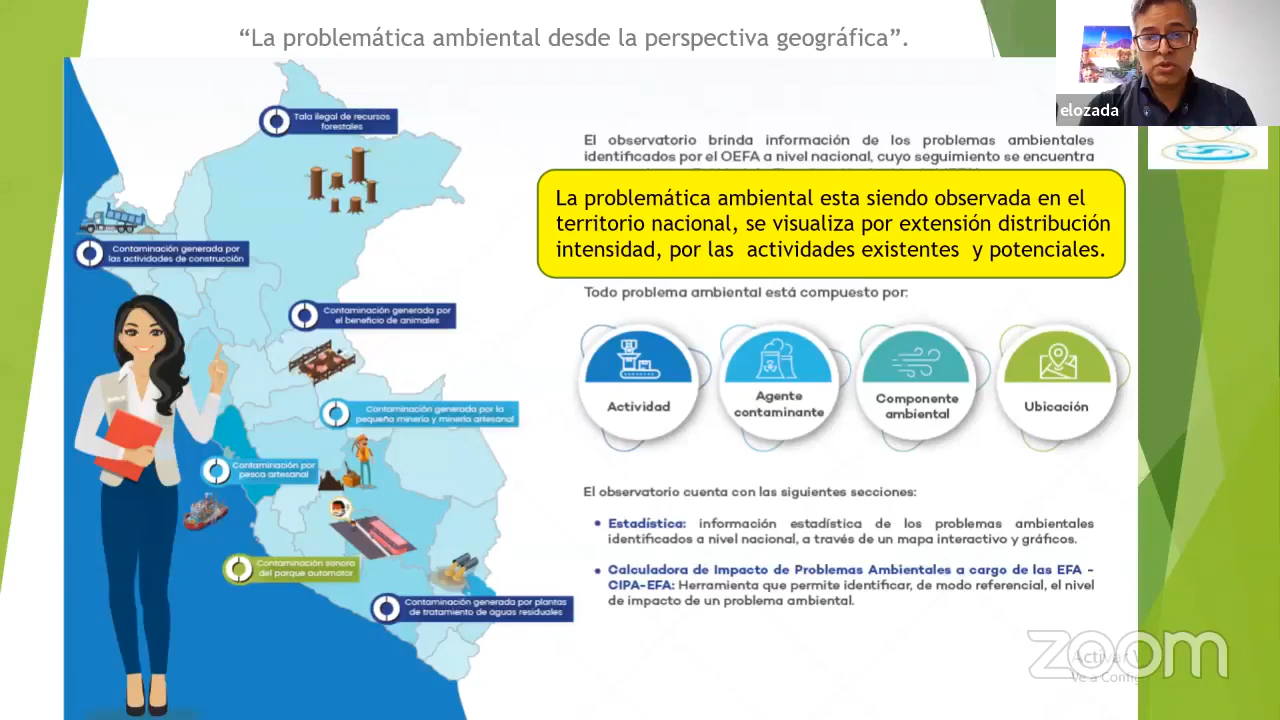 “La problemática ambiental desde la perspectiva geográfica”.
elozada
Tala ilegal de recursos
forestales
Contaminación generada por
las actividades de construcción
Contaminación generada por
el beneficio de animales
Contaminación generada por la
pequeña minería y minería artesanal
Contaminación por
pesca artesanal
Contaminación sonora
del parque automotor
Contaminación generada por plantas
de tratamiento de aguas residuales
El observatorio brinda información de los problemas ambientales
identificados por el OEFA a nivel nacional, cuyo seguimiento se encuentra
La problemática ambiental esta siendo observada en el
territorio nacional, se visualiza por extensión distribución
intensidad, por las actividades existentes y potenciales.
Todo problema ambiental está compuesto por:
Actividad
Agente
contaminante
Componente
ambiental
Ubicación
El observatorio cuenta con las siguientes secciones:
• Estadística: información estadística de los problemas ambientales
identificados a nivel nacional, a través de un mapa interactivo y gráficos.
• Calculadora de Impacto de Problemas Ambientales a cargo de las EFA -
CIPA-EFA: Herramienta que permite identificar, de modo referencial, el nivel
de impacto de un problema ambiental.
zoom
Activar
Ve a Config